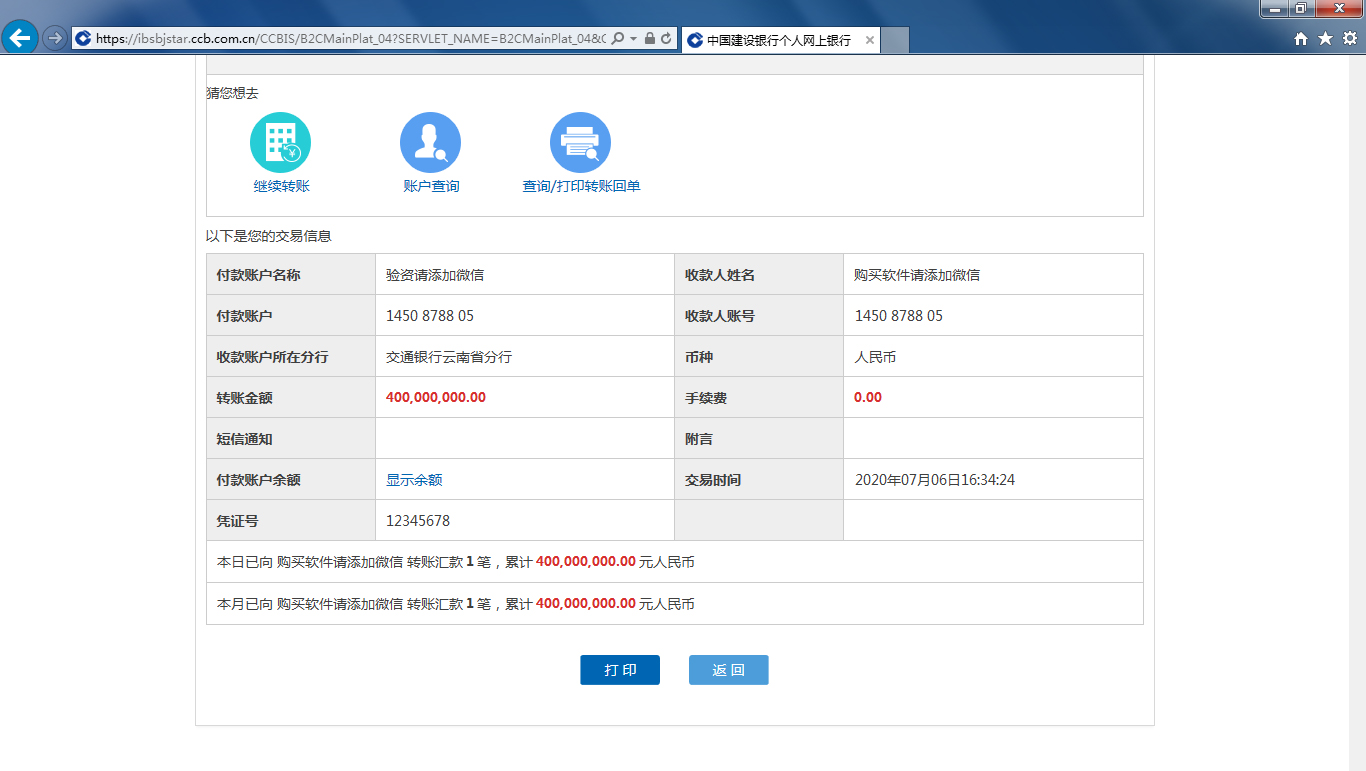 https://ibsbjstar.ccb.com.cn/CCBIS/B2CMainPlat_04?SERVLET_NAME=B2CMainPlat_04&C
中国建设银行个人网上银行
猜您想去
继续转账 账户查询 查询/打印转账回单
以下是您的交易信息
付款账户名称 验资请添加微信 收款人姓名 购买软件请添加微信
付款账户 1450 8788 05 收款人账号 1450 8788 05
收款账户所在分行 交通银行云南省分行 币种 人民币
转账金额 400,000,000.00 手续费 0.00
短信通知 附言
付款账户余额 显示余额 交易时间 2020年07月06日16:34:24
凭证号 12345678
本日已向 购买软件请添加微信 转账汇款 1 笔，累计 400,000,000.00 元人民币
本月已向 购买软件请添加微信 转账汇款 1 笔，累计 400,000,000.00 元人民币
打印 返回